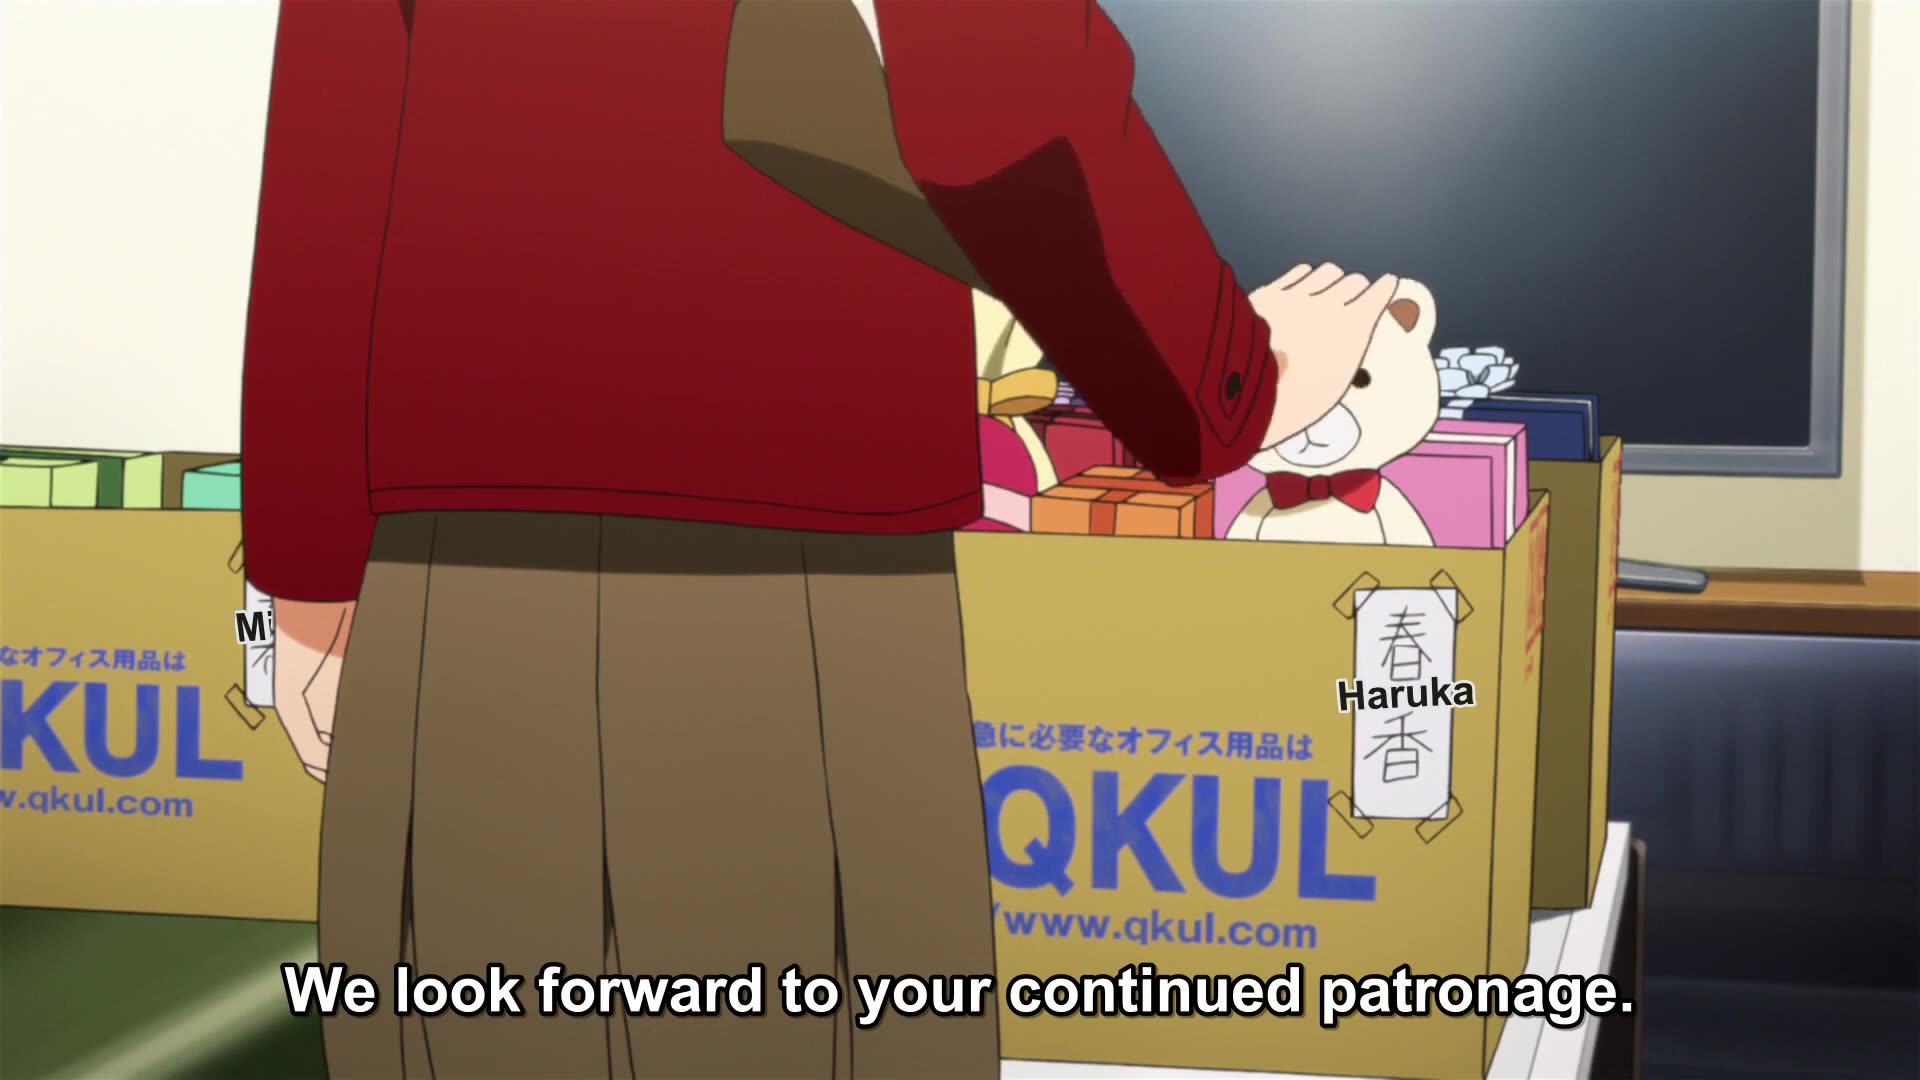 Mi
なオフィス用品は
KUL
w.qkul.com
春
Haruka
香
急に必要なオフィス用品は
QKUL
/www.qkul.com
We look forward to your continued patronage.